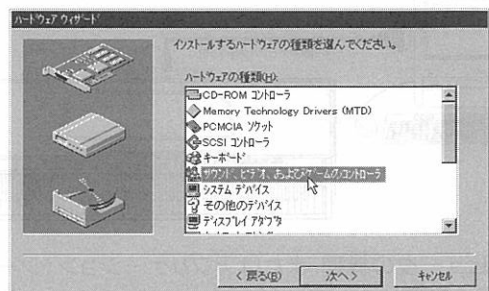 ハードウェア ウィザード
インストールするハードウェアの種類を選んでください。
ハードウェアの種類(H):
CD-ROM コントローラ
Memory Technology Drivers (MTD)
PCMCIA ソケット
SCSI コントローラ
キーボード
サウンド、ビデオ、およびゲームのコントローラ
システム デバイス
その他のデバイス
ディスプレイ アダプタ
< 戻る(B)
次へ >
キャンセル